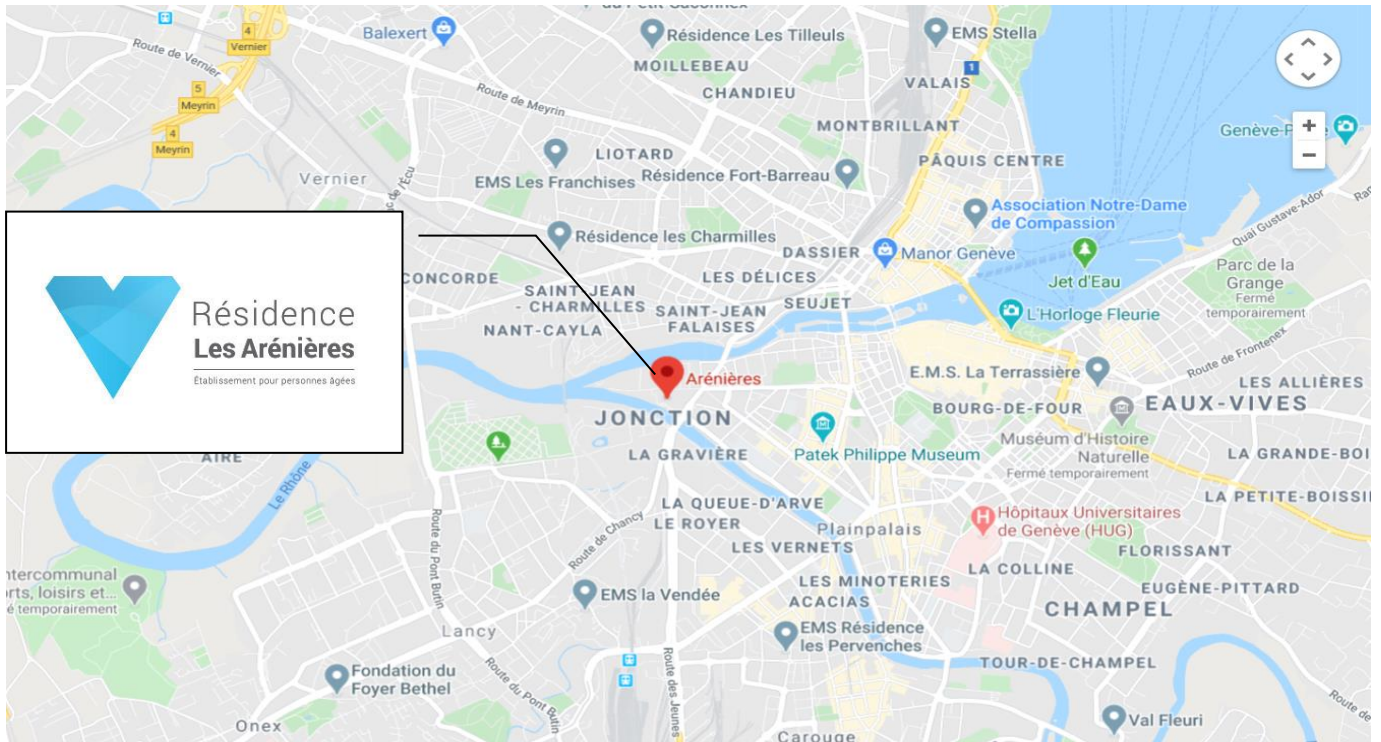 du Petit-Saconnex
Balexert
Résidence Les Tilleuls
EMS Stella
4
Vernier
Route de Vernier
MOILLEBEAU
1
VALAIS
5
Meyrin
Route de Meyrin
CHANDIEU
MONTBRILLANT
4
Meyrin
LIOTARD
PÂQUIS CENTRE
Vernier
EMS Les Franchises
Résidence Fort-Barreau
Association Notre-Dame
de Compassion
Quai Gustave-Ador
Résidence les Charmilles
DASSIER
Manor Genève
Parc de la
Grange
Fermé
temporairement
CONCORDE
LES DÉLICES
Jet d'Eau
SAINT-JEAN
- CHARMILLES
SAINT-JEAN
FALAISES
SEUJET
L'Horloge Fleurie
NANT-CAYLA
Résidence
Les Arénières
Établissement pour personnes âgées
Route de Frontenex
Arénières
E.M.S. La Terrassière
LES ALLIÈRES
JONCTION
BOURG-DE-FOUR
EAUX-VIVES
AIRE
LA GRAVIÈRE
Patek Philippe Museum
Muséum d'Histoire
Naturelle
Fermé temporairement
LA GRANDE-BOI
Le Rhône
LA QUEUE-D'ARVE
LE ROYER
LA PETITE-BOISSI
Route du Pont Butin
Route de Chancy
Plainpalais
H
Hôpitaux Universitaires
de Genève (HUG)
LES VERNETS
FLORISSANT
ntercommunal
orts, loisirs et...
é temporairement
EMS la Vendée
LES MINOTERIES
ACACIAS
LA COLLINE
EUGÈNE-PITTARD
CHAMPEL
Lancy
EMS Résidence
les Pervenches
TOUR-DE-CHAMPEL
Fondation du
Foyer Bethel
Route du Pont Butin
Route des Jeunes
Onex
Val Fleuri
Carouge